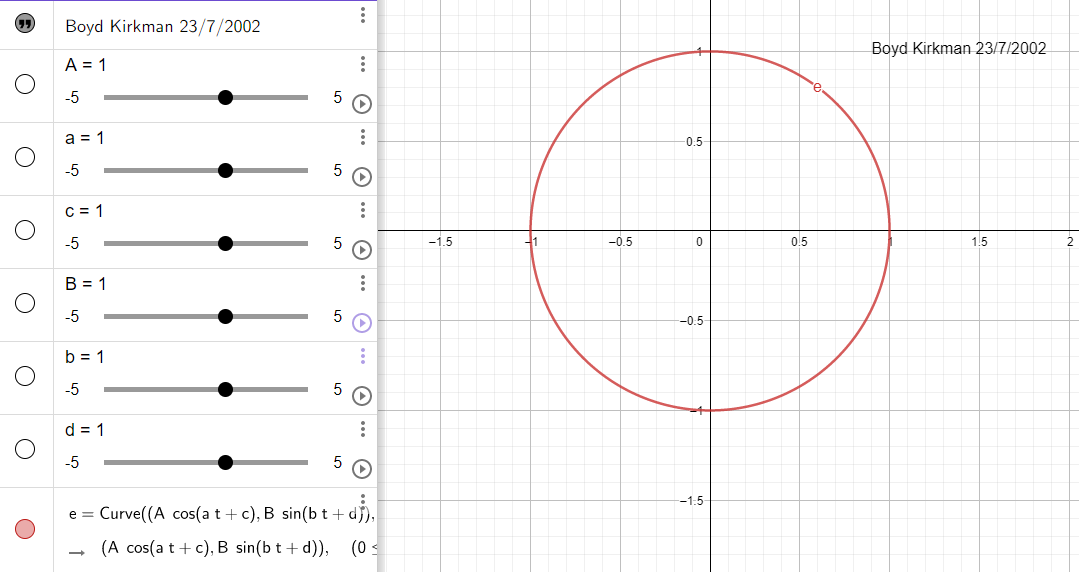 Boyd Kirkman 23/7/2002
A = 1
-5 5
a = 1
-5 5
c = 1
-5 5
B = 1
-5 5
b = 1
-5 5
d = 1
-5 5
e = Curve((A cos(a t + c), B sin(b t + d)),
→ (A cos(a t + c), B sin(b t + d)), (0 ≤
Boyd Kirkman 23/7/2002
1
e
0.5
−1.5 −1 −0.5 0 0.5 1 1.5 2
−0.5
−1
−1.5